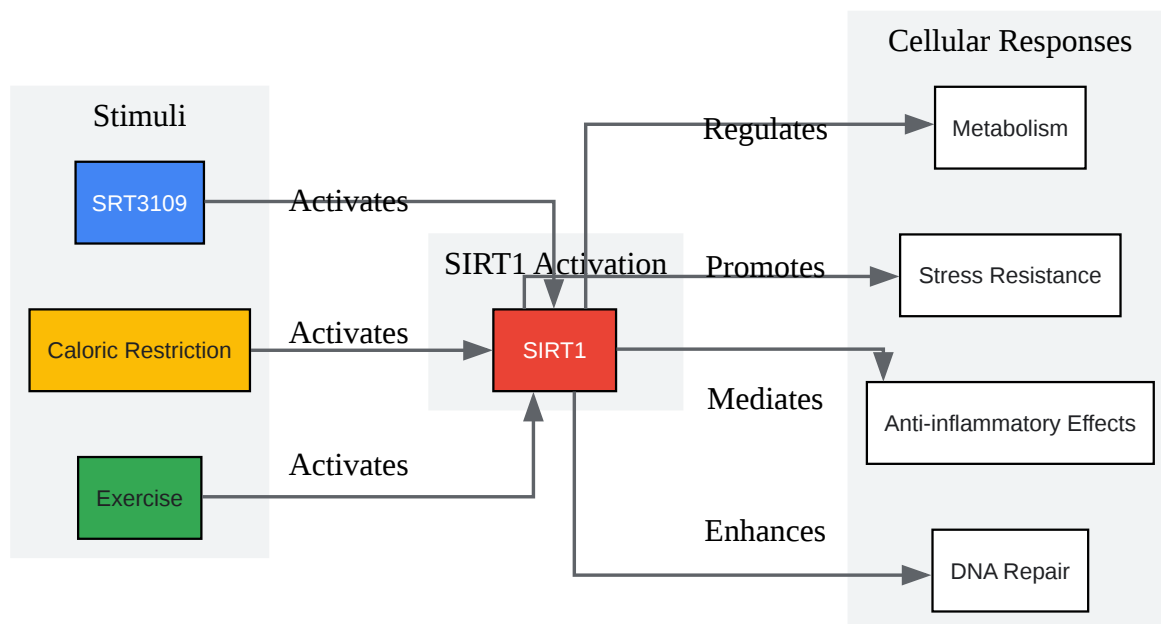 Cellular Responses
Stimuli
Metabolism
Regulates
SRT3109
Activates
SIRT1 Activation
Promotes
Stress Resistance
Caloric Restriction
Activates
SIRT1
Mediates
Anti-inflammatory Effects
Exercise
Activates
Enhances
DNA Repair